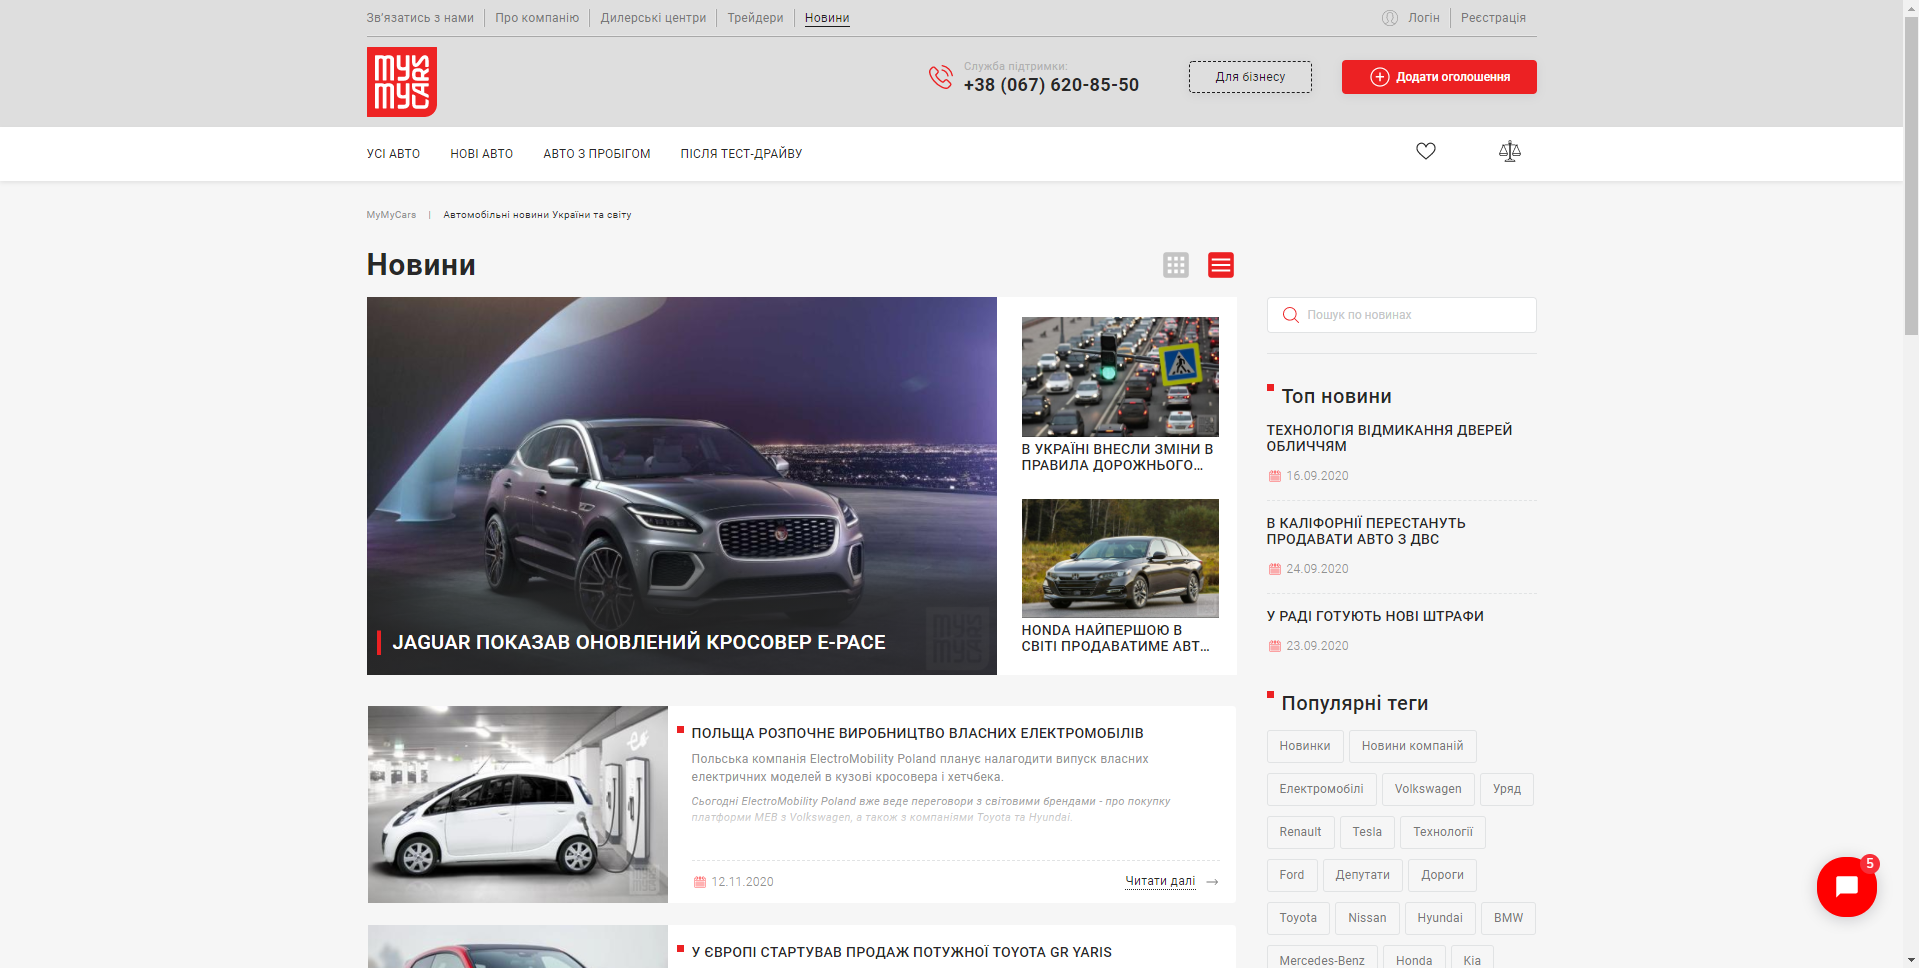 Зв'язатись з нами
Про компанію
Дилерські центри
Трейдери
Новини
Логін
Реєстрація
MYMYCARS
Служба підтримки:
+38 (067) 620-85-50
Для бізнесу
Додати оголошення
УСІ АВТО
НОВІ АВТО
АВТО З ПРОБІГОМ
ПІСЛЯ ТЕСТ-ДРАЙВУ
MyMyCars | Автомобільні новини України та світу
Новини
JAGUAR ПОКАЗАВ ОНОВЛЕНИЙ КРОСОВЕР E-PACE
В УКРАЇНІ ВНЕСЛИ ЗМІНИ В
ПРАВИЛА ДОРОЖНЬОГО...
HONDA НАЙПЕРШОЮ В
СВІТІ ПРОДАВАТИМЕ АВТ...
ПОЛЬЩА РОЗПОЧНЕ ВИРОБНИЦТВО ВЛАСНИХ ЕЛЕКТРОМОБІЛІВ
Польська компанія ElectroMobility Poland планує налагодити випуск власних
електричних моделей в кузові кросовера і хетчбека.
Сьогодні ElectroMobility Poland вже веде переговори з світовими брендами - про покупку
платформи MEB з Volkswagen, а також з компаніями Toyota та Hyundai.
12.11.2020
Читати далі →
У ЄВРОПІ СТАРТУВАВ ПРОДАЖ ПОТУЖНОЇ TOYOTA GR YARIS
Пошук по новинах
Топ новини
ТЕХНОЛОГІЯ ВІДМИКАННЯ ДВЕРЕЙ
ОБЛИЧЧЯМ
16.09.2020
В КАЛІФОРНІЇ ПЕРЕСТАНУТЬ
ПРОДАВАТИ АВТО З ДВС
24.09.2020
У РАДІ ГОТУЮТЬ НОВІ ШТРАФИ
23.09.2020
Популярні теги
Новинки
Новини компаній
Електромобілі
Volkswagen
Уряд
Renault
Tesla
Технології
Ford
Депутати
Дороги
Toyota
Nissan
Hyundai
BMW
Mercedes-Benz
Honda
Kia
5